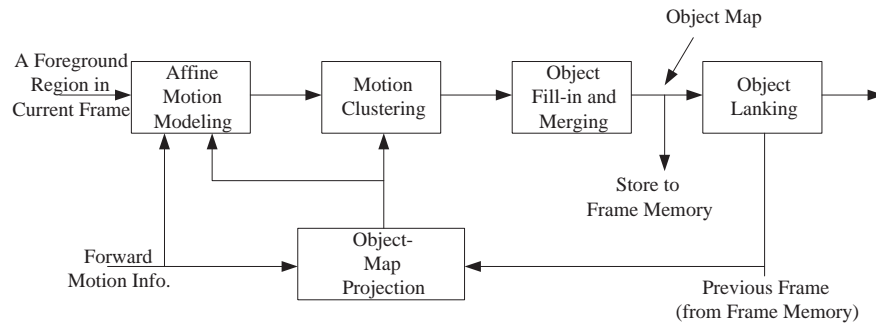 Object Map
A Foreground
Region in
Current Frame
Affine
Motion
Modeling
Motion
Clustering
Object
Fill-in and
Merging
Object
Lanking
Store to
Frame Memory
Forward
Motion Info.
Object-
Map
Projection
Previous Frame
(from Frame Memory)